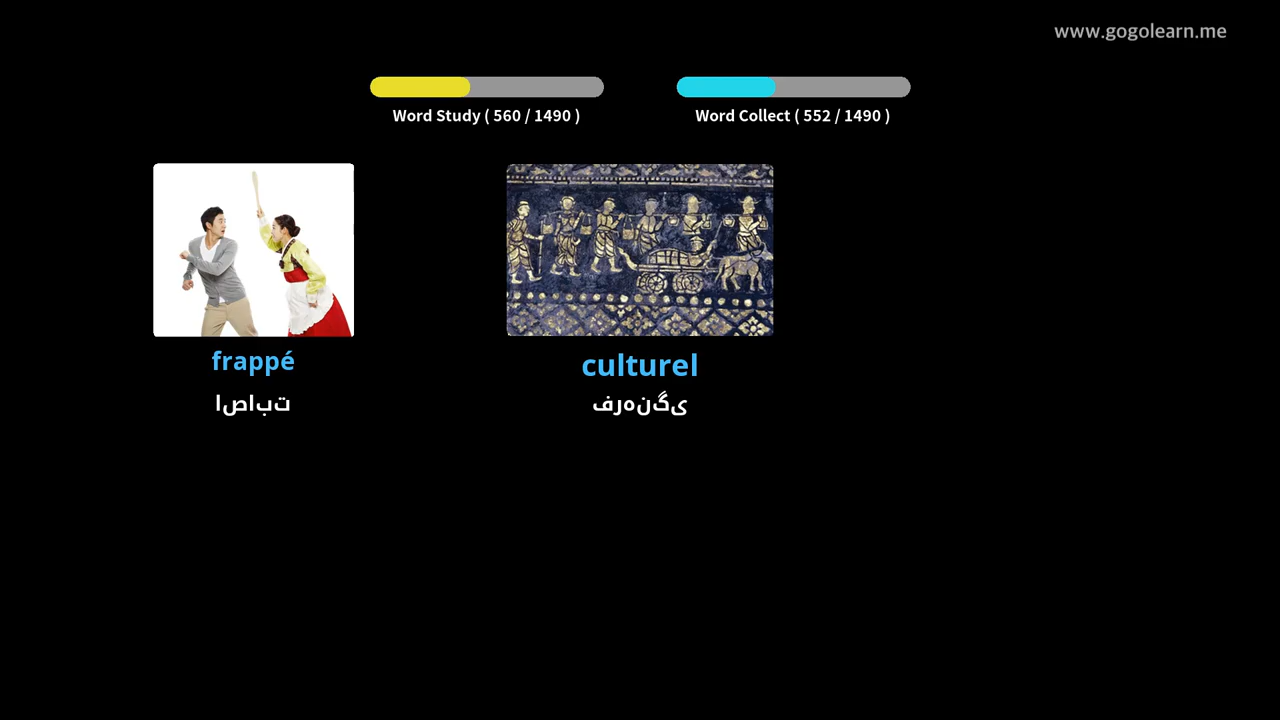 www.gogolearn.me
Word Study ( 560 / 1490 )
Word Collect ( 552 / 1490 )
frappé
اصابت
culturel
فرهنگی